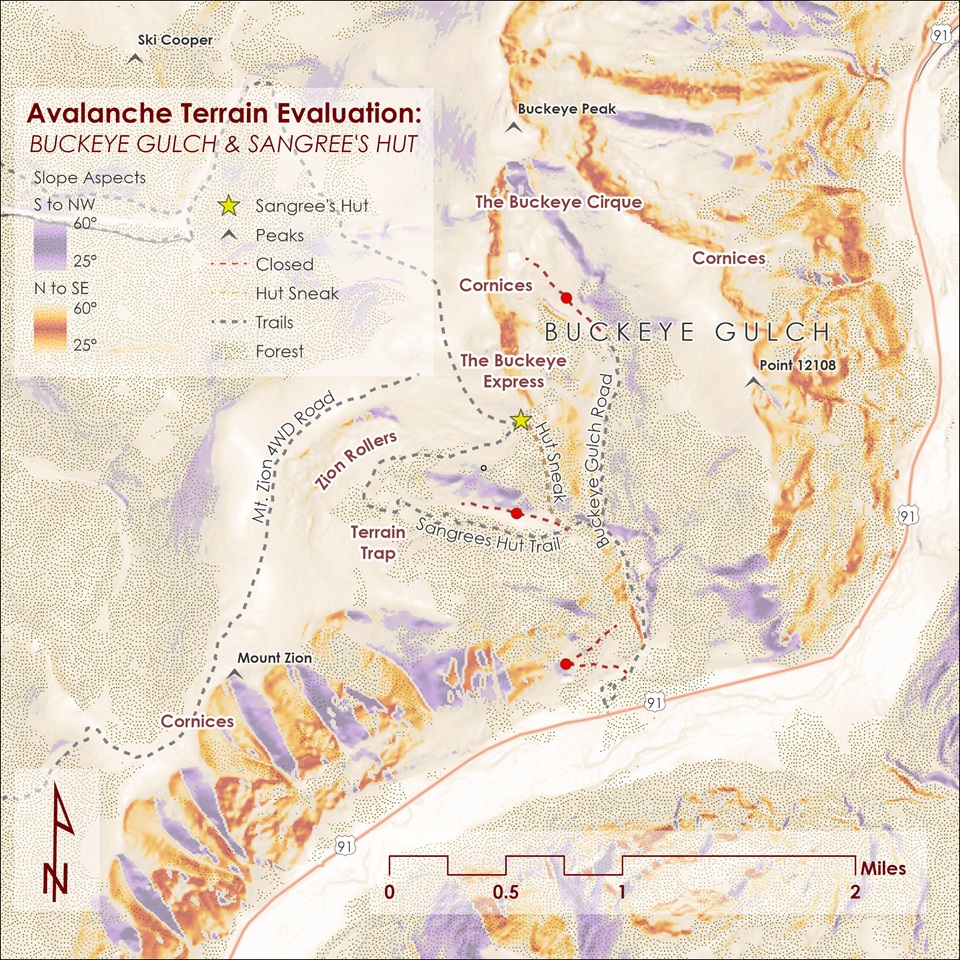 Ski Cooper
91
Avalanche Terrain Evaluation:
BUCKEYE GULCH & SANGREE'S HUT
Slope Aspects
S to NW
60°
25°
N to SE
60°
25°
Sangree's Hut
Peaks
Closed
Hut Sneak
Trails
Forest
Buckeye Peak
The Buckeye Cirque
Cornices
Cornices
BUCKEYE GULCH
The Buckeye
Express
Point 12108
Mt. Zion 4WD Road
Zion Rollers
Hut Sneak
Buckeye Gulch Road
91
Terrain
Trap
Sangrees Hut Trail
Mount Zion
Cornices
91
91
N
0
0.5
1
2
Miles